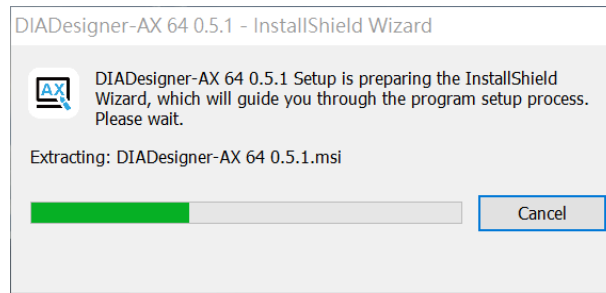 DIADesigner-AX 64 0.5.1 - InstallShield Wizard
AX
DIADesigner-AX 64 0.5.1 Setup is preparing the InstallShield
Wizard, which will guide you through the program setup process.
Please wait.
Extracting: DIADesigner-AX 64 0.5.1.msi
Cancel